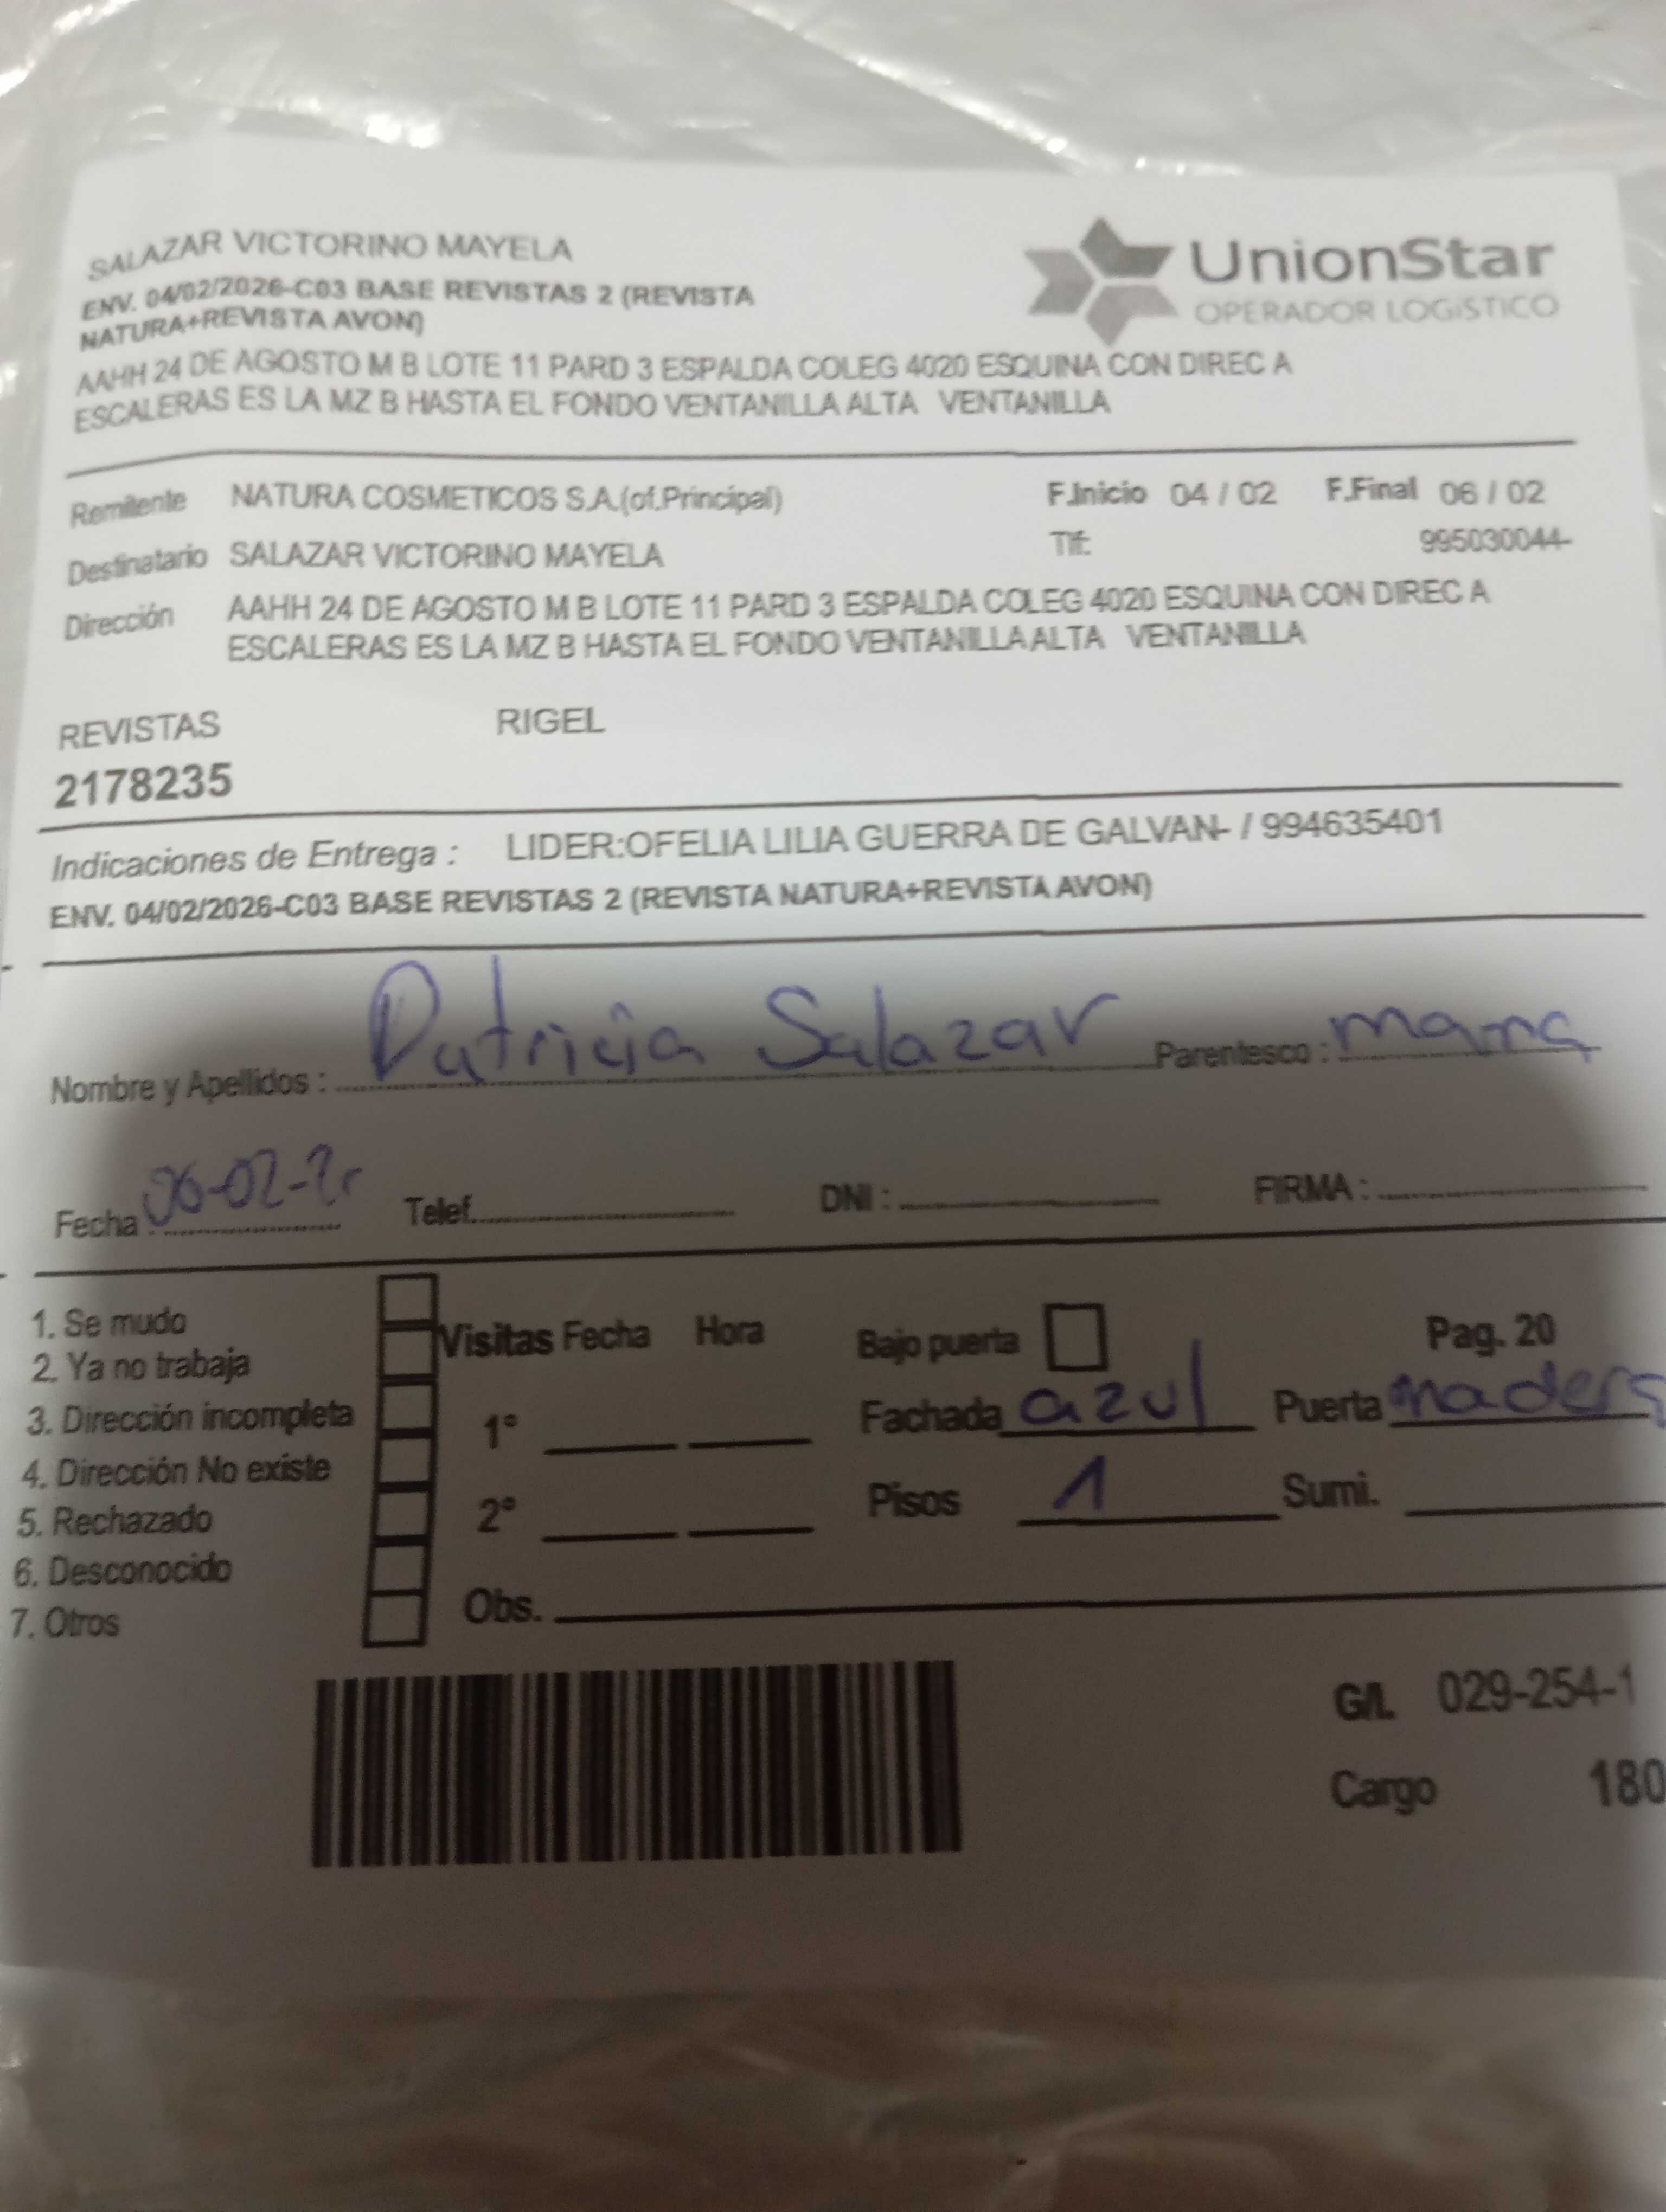 SALAZAR VICTORINO MAYELA
UnionStar
OPERADOR LOGÍSTICO
ENV. 04/02/2026-C03 BASE REVISTAS 2 (REVISTA
NATURA+REVISTA AVON)
AAHH 24 DE AGOSTO M B LOTE 11 PARD 3 ESPALDA COLEG 4020 ESQUINA CON DIREC A
ESCALERAS ES LA MZ B HASTA EL FONDO VENTANILLA ALTA VENTANILLA
Remitente NATURA COSMETICOS S.A.(of.Principal) F.Inicio 04 / 02 F.Final 06 / 02
Destinatario SALAZAR VICTORINO MAYELA Tlf: 995030044-
Dirección AAHH 24 DE AGOSTO M B LOTE 11 PARD 3 ESPALDA COLEG 4020 ESQUINA CON DIREC A
ESCALERAS ES LA MZ B HASTA EL FONDO VENTANILLA ALTA VENTANILLA
REVISTAS RIGEL
2178235
Indicaciones de Entrega : LIDER:OFELIA LILIA GUERRA DE GALVAN- / 994635401
ENV. 04/02/2026-C03 BASE REVISTAS 2 (REVISTA NATURA+REVISTA AVON)
Nombre y Apellidos : Patricia Salazar Parentesco : mama
Fecha : Telef. DNI : FIRMA :
1. Se mudo
2. Ya no trabaja
3. Dirección incompleta
4. Dirección No existe
5. Rechazado
6. Desconocido
7. Otros
Visitas Fecha Hora
1°
2°
Obs.
Bajo puerta Pag. 20
Fachada azul Puerta madera
Pisos 1 Sumi.
G/L 029-254-1
Cargo 180